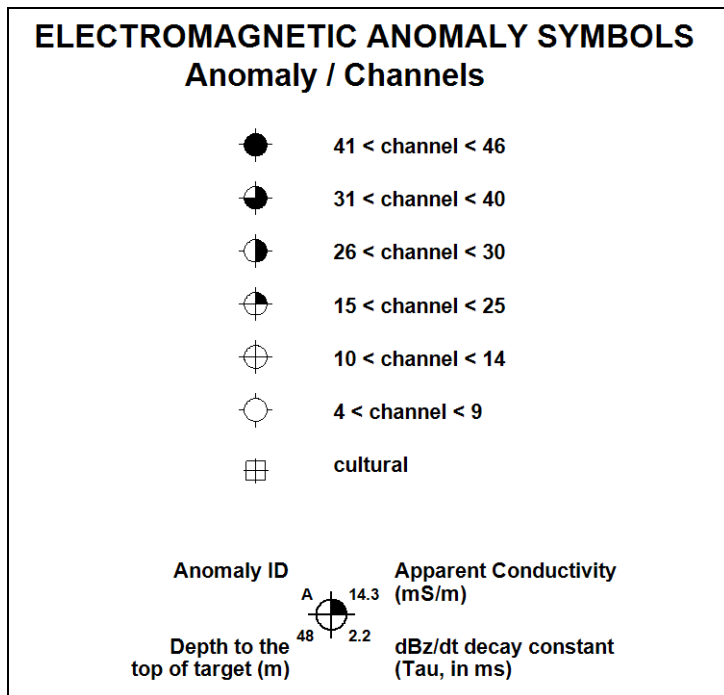 ELECTROMAGNETIC ANOMALY SYMBOLS
Anomaly / Channels
41 < channel < 46
31 < channel < 40
26 < channel < 30
15 < channel < 25
10 < channel < 14
4 < channel < 9
cultural
Anomaly ID
A
14.3
Apparent Conductivity
(mS/m)
Depth to the
top of target (m)
48
2.2
dBz/dt decay constant
(Tau, in ms)